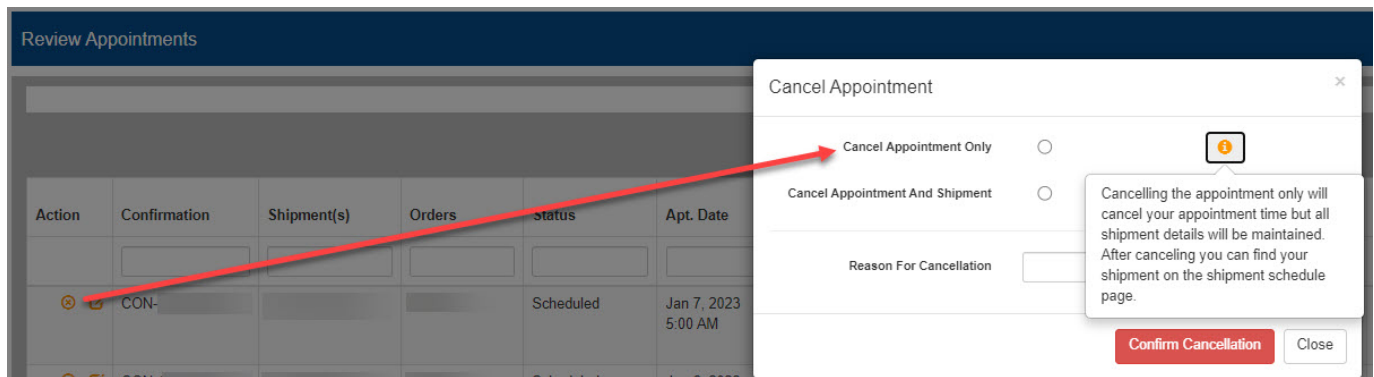 Review Appointments
Cancel Appointment ×
Cancel Appointment Only
Cancel Appointment And Shipment
Cancelling the appointment only will
cancel your appointment time but all
shipment details will be maintained.
After canceling you can find your
shipment on the shipment schedule
page.
Reason For Cancellation
Confirm Cancellation Close
Action Confirmation Shipment(s) Orders Status Apt. Date
CON- Scheduled Jan 7, 2023
5:00 AM